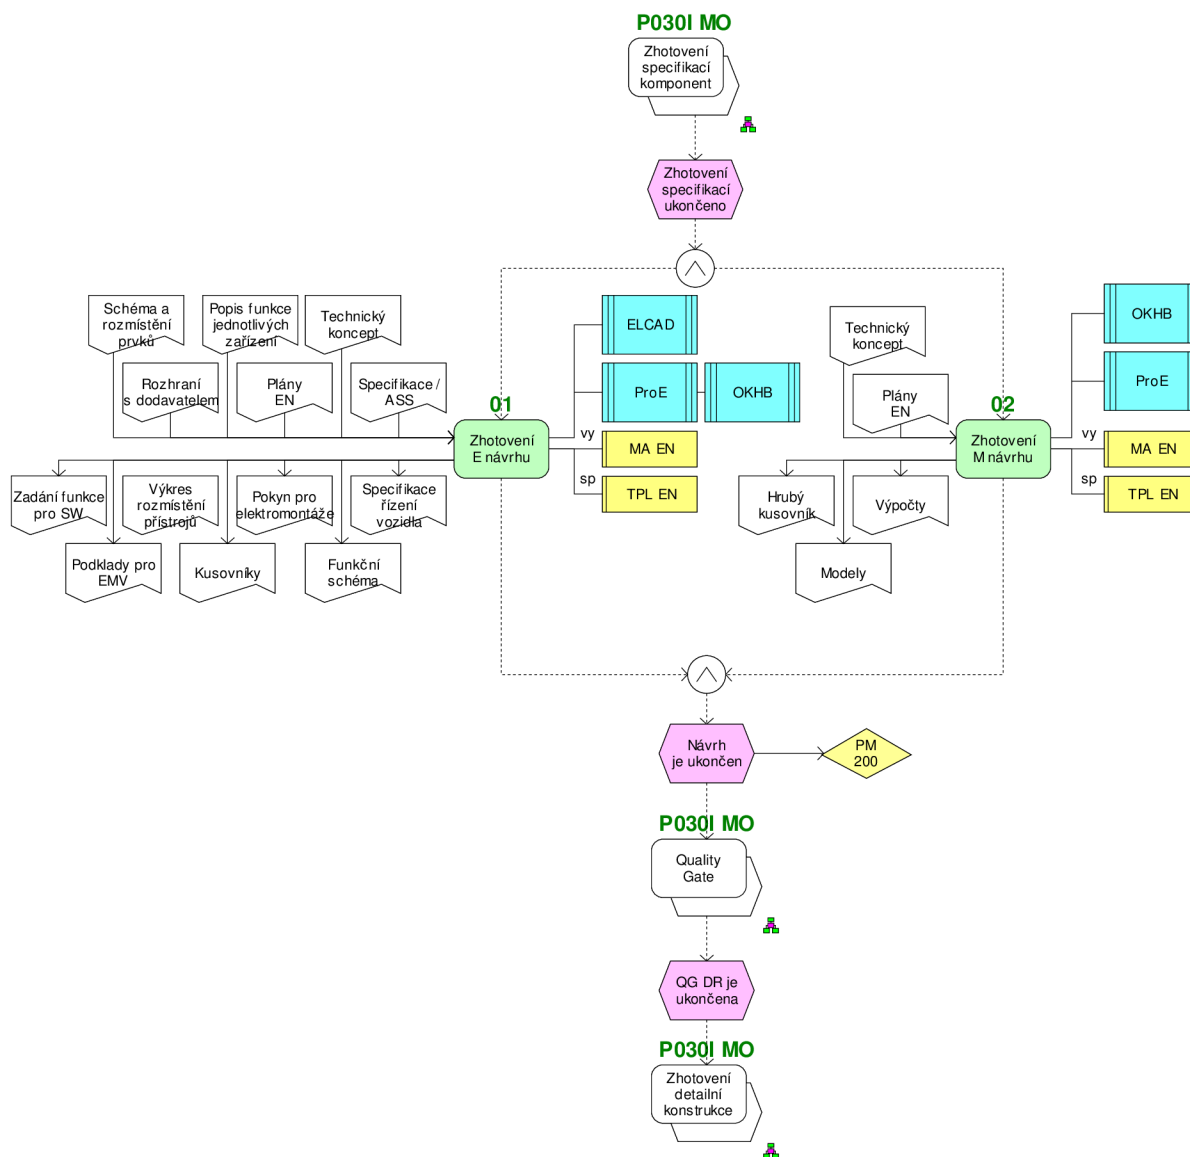 P030I MO
Zhotovení
specifikací
komponent
Zhotovení
specifikací
ukončeno
Schéma a
rozmístění
prvků
Popis funkce
jednotlivých
zařízení
Technický
koncept
Rozhraní
s dodavatelem
Plány
EN
Specifikace /
ASS
ELCAD
ProE
OKHB
01
Zhotovení
E návrhu
vy
MA EN
sp
TPL EN
Zadání funkce
pro SW
Výkres
rozmístění
přístrojů
Pokyn pro
elektromontáže
Specifikace
řízení
vozidla
Podklady pro
EMV
Kusovníky
Funkční
schéma
Technický
koncept
Plány
EN
OKHB
ProE
02
Zhotovení
M návrhu
vy
MA EN
sp
TPL EN
Hrubý
kusovník
Výpočty
Modely
Návrh
je ukončen
PM
200
P030I MO
Quality
Gate
QG DR je
ukončena
P030I MO
Zhotovení
detailní
konstrukce